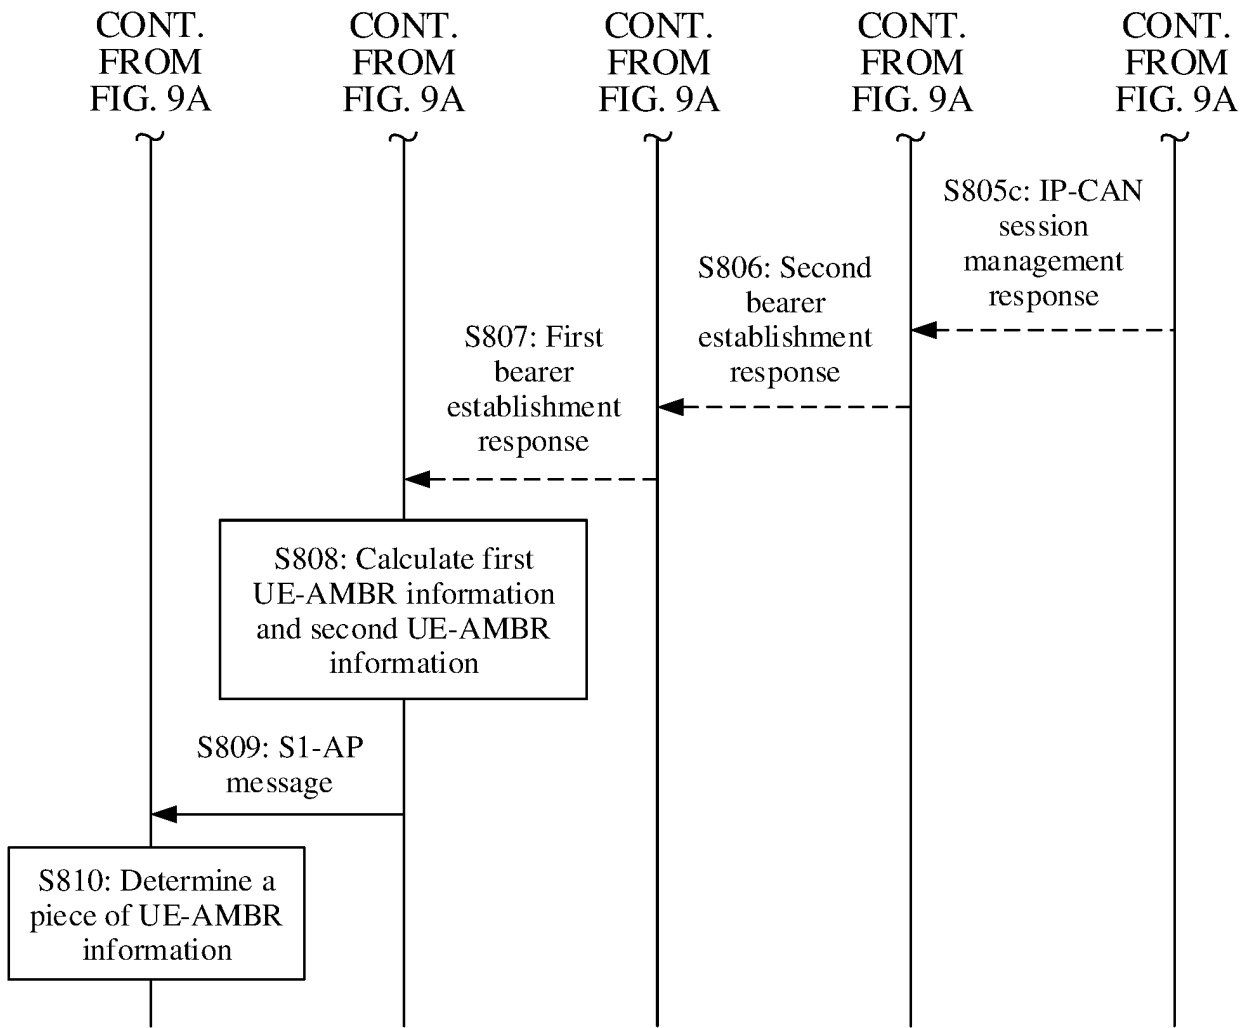 CONT.
FROM
FIG. 9A
CONT.
FROM
FIG. 9A
CONT.
FROM
FIG. 9A
CONT.
FROM
FIG. 9A
CONT.
FROM
FIG. 9A
S805c: IP-CAN
session
management
response
S806: Second
bearer
establishment
response
S807: First
bearer
establishment
response
S808: Calculate first
UE-AMBR information
and second UE-AMBR
information
S809: S1-AP
message
S810: Determine a
piece of UE-AMBR
information